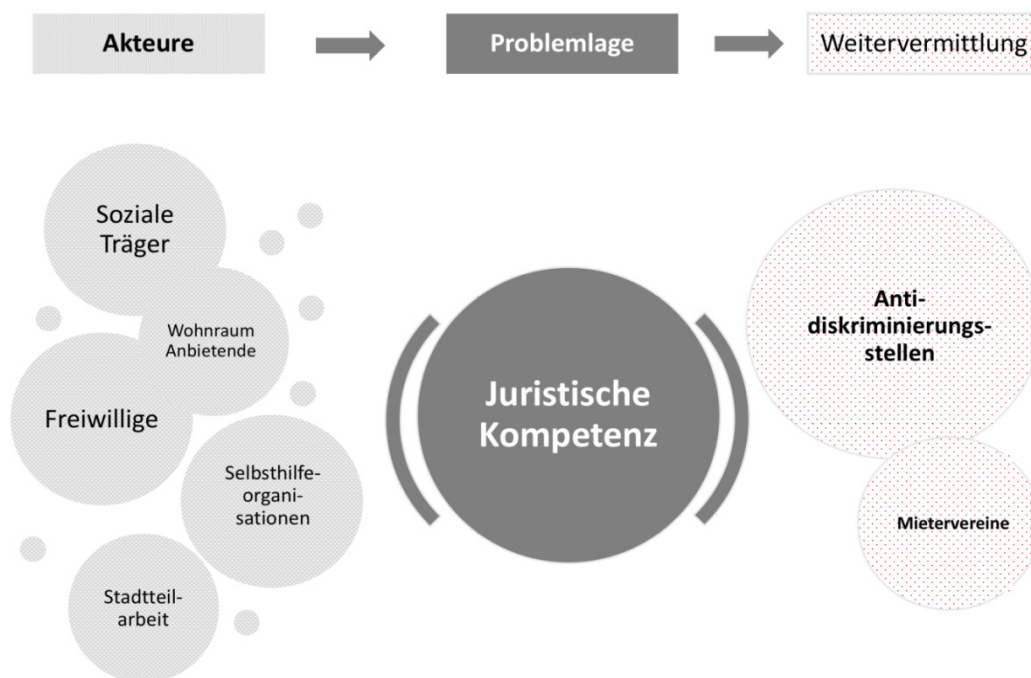 Akteure
Problemlage
Weitervermittlung
Soziale
Träger
Wohnraum
Anbietende
Freiwillige
Selbsthilfe-
organi-
sationen
Stadtteil-
arbeit
Juristische
Kompetenz
Anti-
diskriminierungs-
stellen
Mietervereine